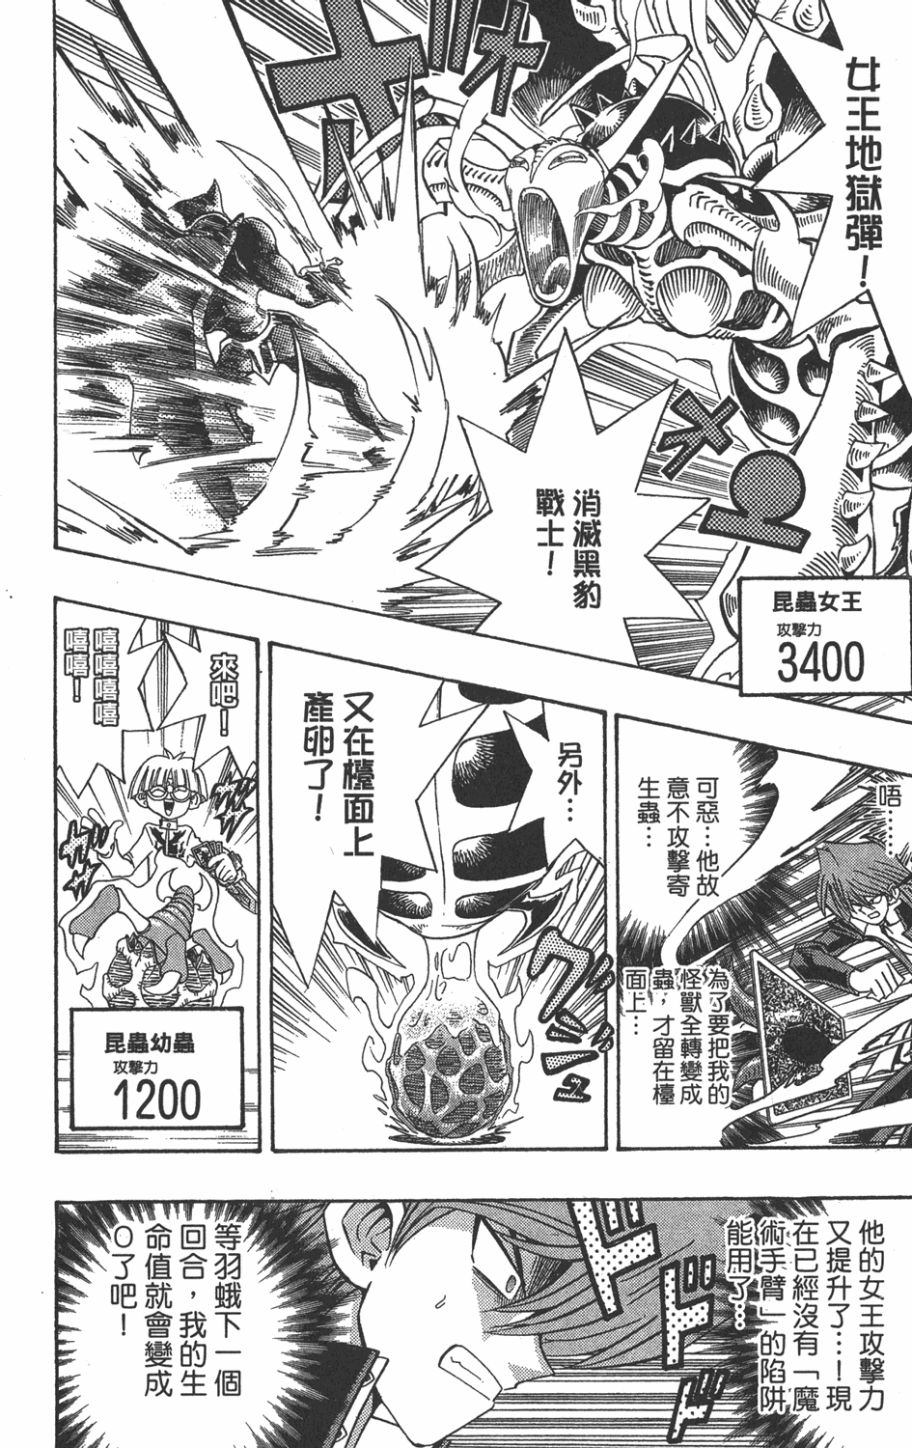 女王地獄彈！
消滅黑豹
戰士！
昆蟲女王
攻擊力
3400
唔……
可惡…他故
意不攻擊寄
生蟲…
為了要把我的
怪獸全轉變成
蟲，才留在檯
面上…
另外…
又在檯面上
產卵了！
グジュ
來吧！
嘻嘻嘻嘻
嘻嘻！
昆蟲幼蟲
攻擊力
1200
他的女王攻擊力
又提升了…！現
在已經沒有「魔
術手臂」的陷阱
能用了…
ドドド
等羽蛾下一個
回合，我的生
命值就會變成
０了吧！